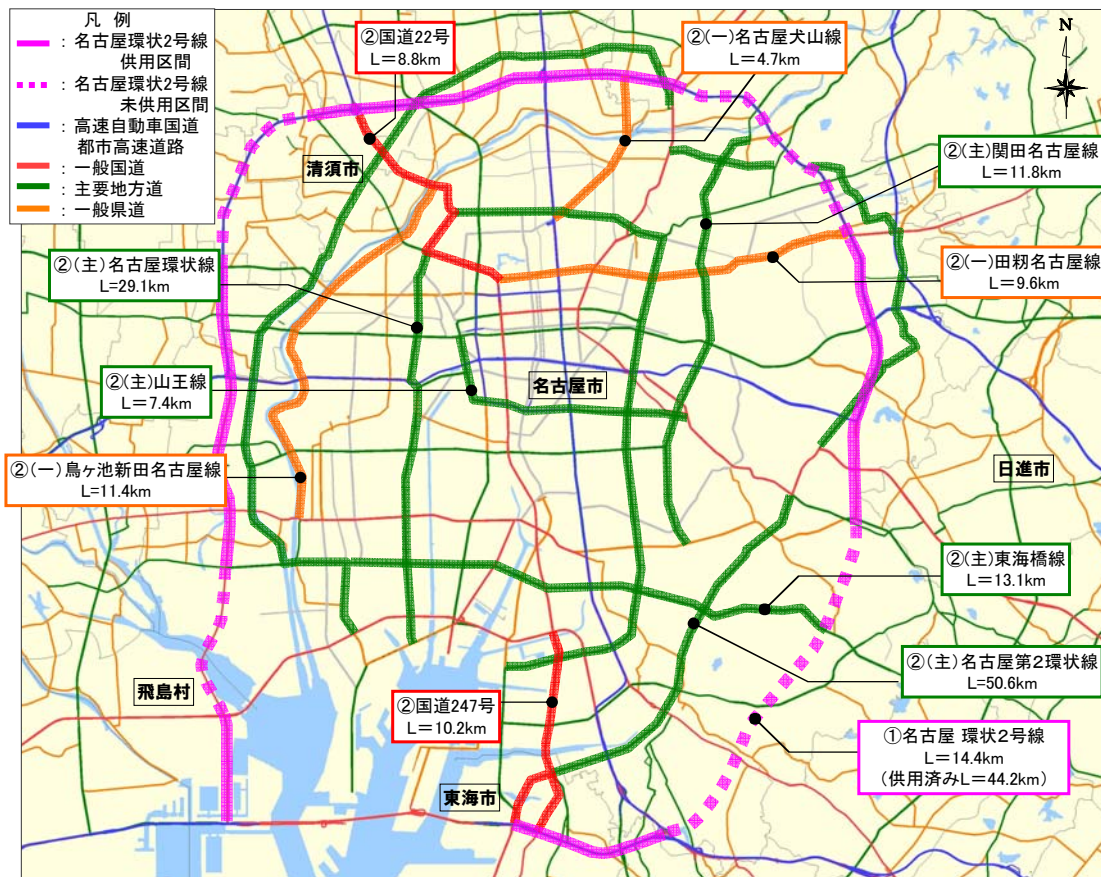 凡 例
：名古屋環状2号線
供用区間
：名古屋環状2号線
未供用区間
：高速自動車国道
都市高速道路
：一般国道
：主要地方道
：一般県道
②国道22号
L＝8.8km
②(一)名古屋犬山線
L＝4.7km
N
清須市
②(主)関田名古屋線
L＝11.8km
②(主)名古屋環状線
L=29.1km
②(一)田籾名古屋線
L＝9.6km
②(主)山王線
L＝7.4km
名古屋市
②(一)鳥ヶ池新田名古屋線
L=11.4km
日進市
②(主)東海橋線
L＝13.1km
②(主)名古屋第2環状線
L=50.6km
飛島村
②国道247号
L＝10.2km
①名古屋 環状2号線
L＝14.4km
（供用済みL＝44.2km）
東海市